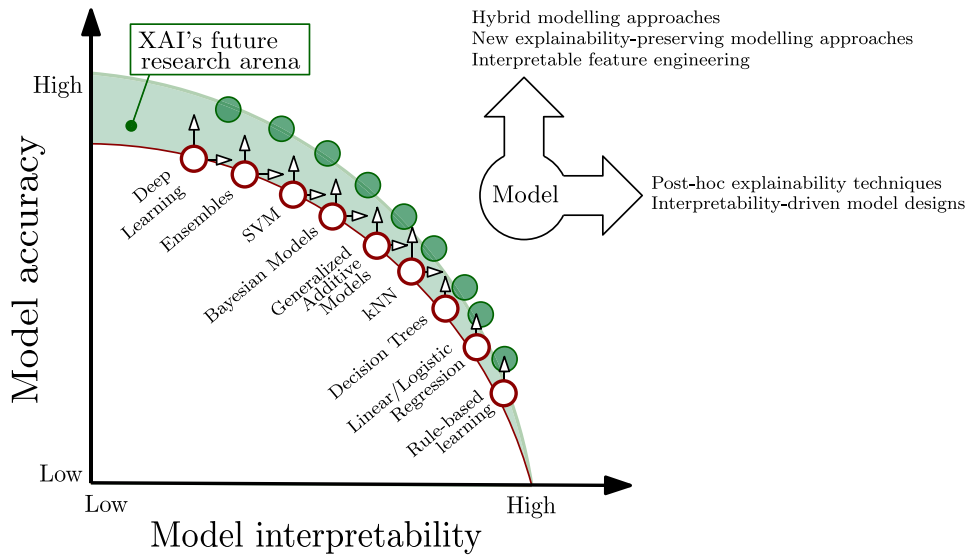 XAI's future
research arena
Hybrid modelling approaches
New explainability-preserving modelling approaches
Interpretable feature engineering
Model
Post-hoc explainability techniques
Interpretability-driven model designs
Model accuracy
High
Low
Deep
Learning
Ensembles
SVM
Bayesian Models
Generalized
Additive
Models
kNN
Decision Trees
Linear/Logistic
Regression
Rule-based
learning
Low
High
Model interpretability